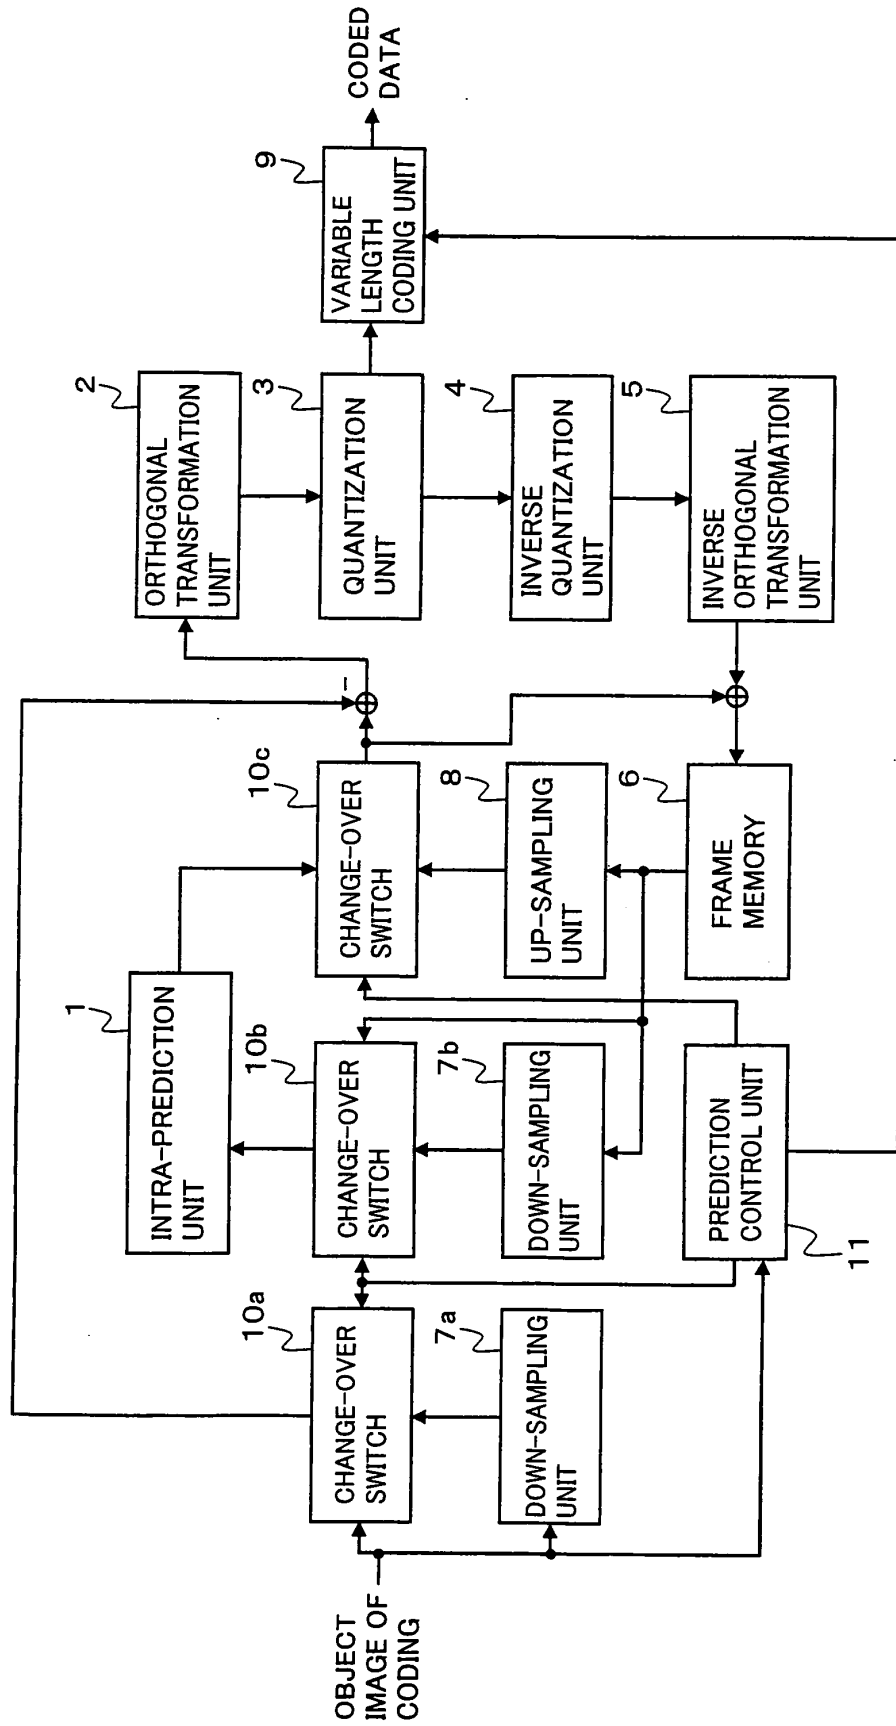 OBJECT
IMAGE OF
CODING
10a
CHANGE-OVER
SWITCH
7a
DOWN-SAMPLING
UNIT
1
INTRA-PREDICTION
UNIT
10b
CHANGE-OVER
SWITCH
7b
DOWN-SAMPLING
UNIT
PREDICTION
CONTROL UNIT
11
10c
CHANGE-OVER
SWITCH
8
UP-SAMPLING
UNIT
6
FRAME
MEMORY
−
2
ORTHOGONAL
TRANSFORMATION
UNIT
3
QUANTIZATION
UNIT
4
INVERSE
QUANTIZATION
UNIT
5
INVERSE
ORTHOGONAL
TRANSFORMATION
UNIT
9
VARIABLE
LENGTH
CODING UNIT
CODED
DATA